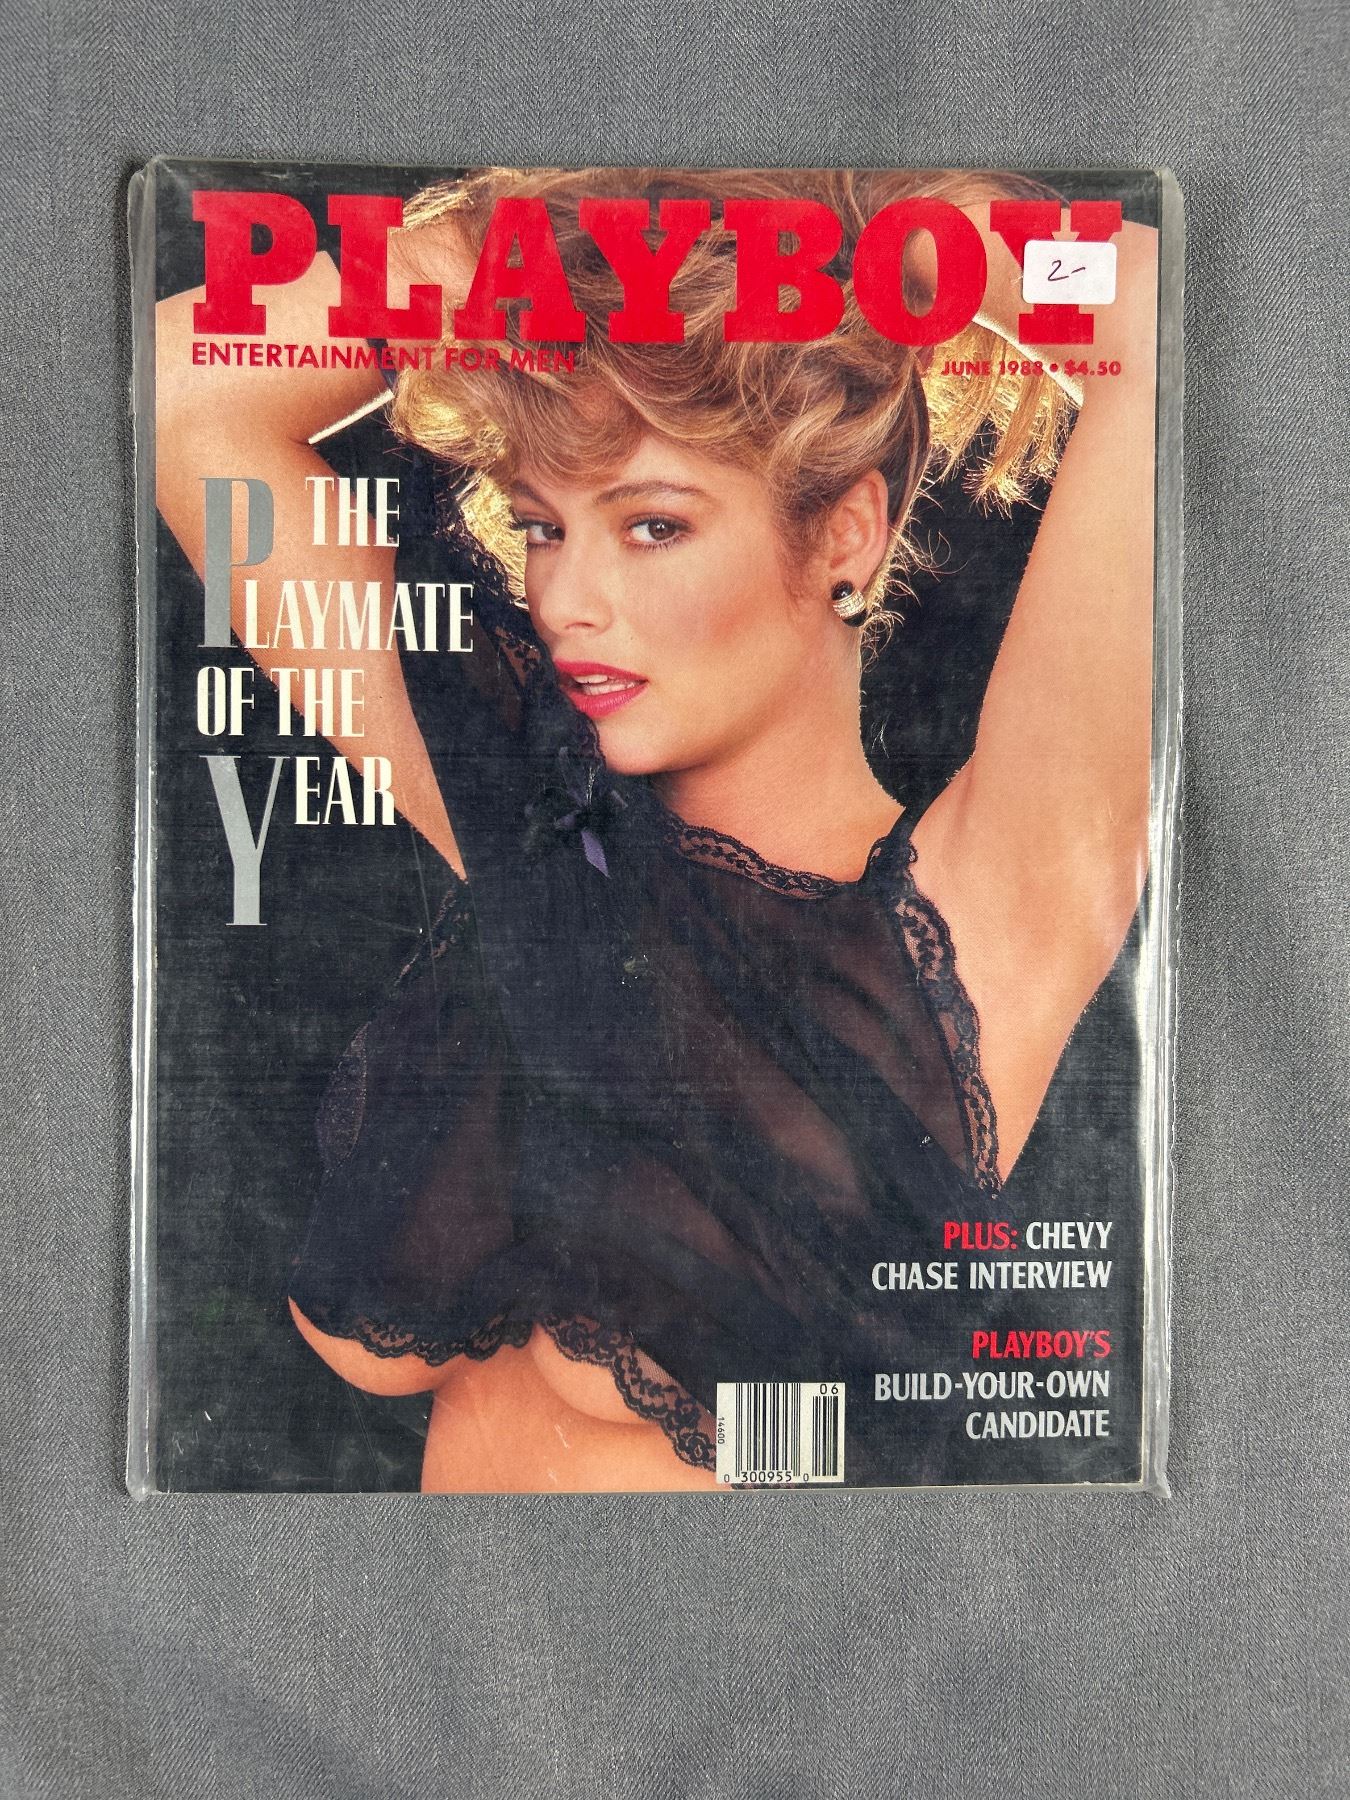 PLAYBOY
2-
ENTERTAINMENT FOR MEN
JUNE 1988 • $4.50
THE
PLAYMATE
OF THE
YEAR
PLUS: CHEVY
CHASE INTERVIEW
PLAYBOY'S
BUILD-YOUR-OWN
CANDIDATE
06
14600
0 300955 0